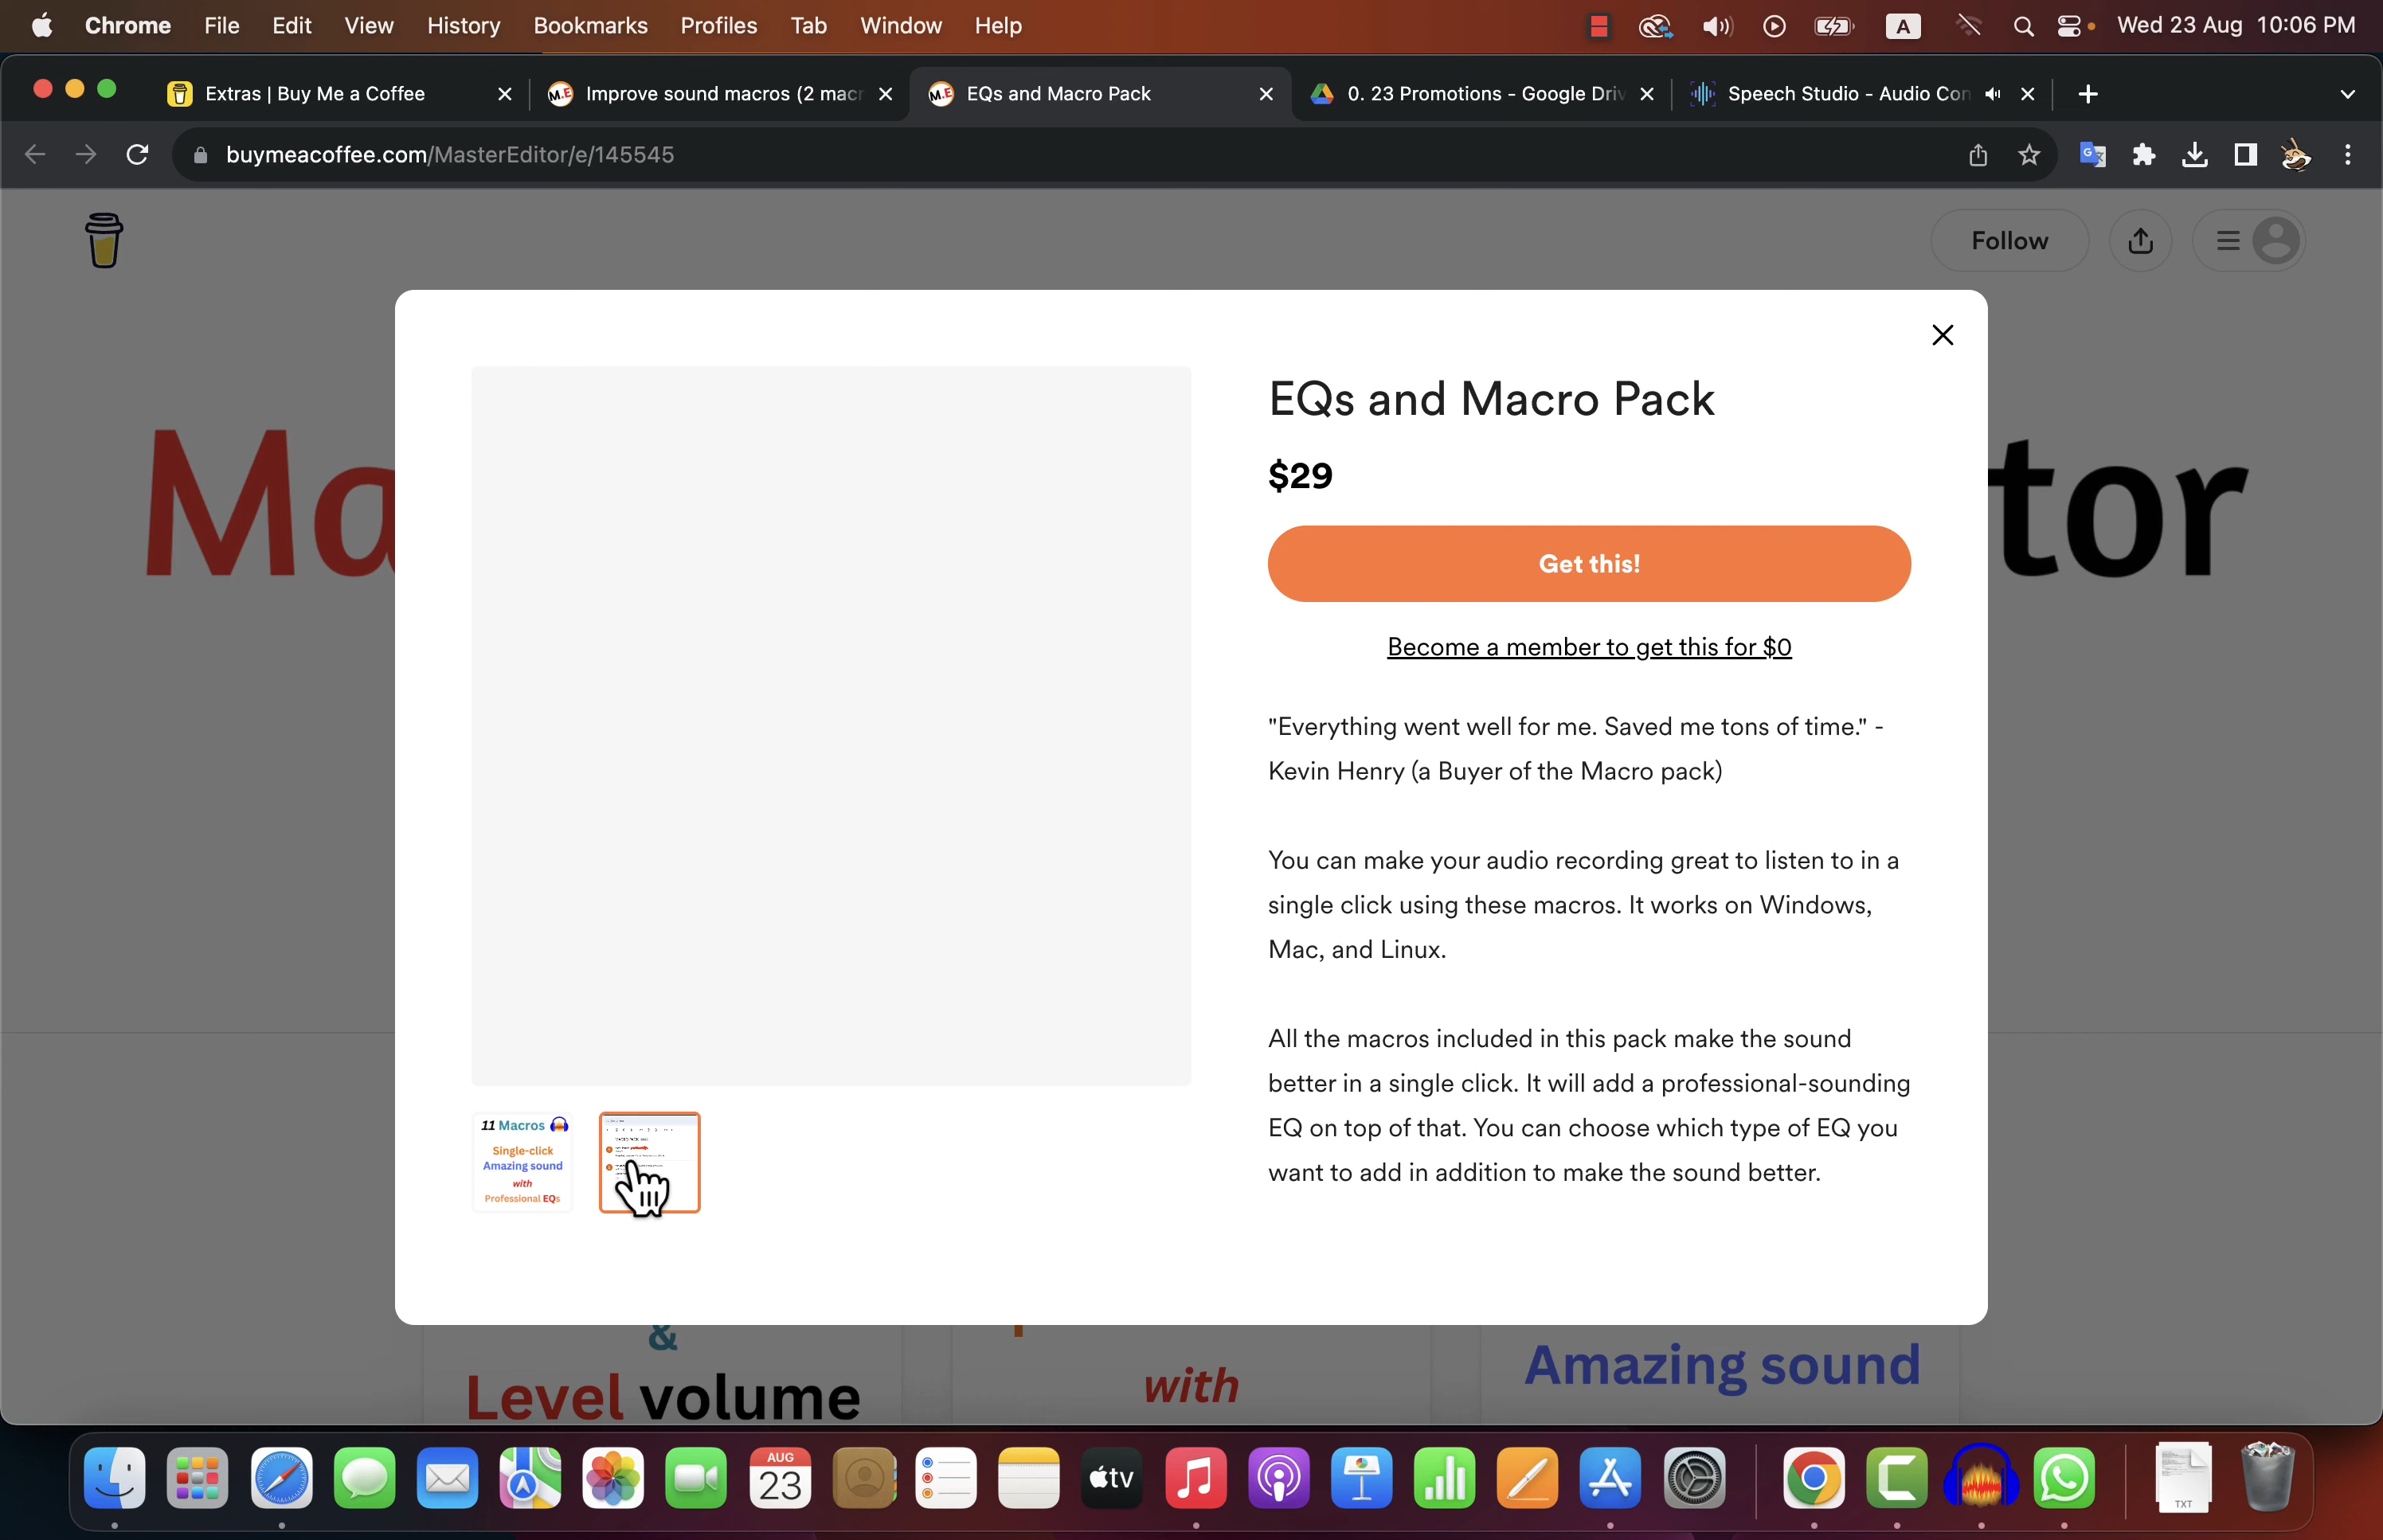 Chrome File Edit View History Bookmarks Profiles Tab Window Help A Wed 23 Aug 10:06 PM
Extras | Buy Me a Coffee
M.E Improve sound macros (2 macr
M.E EQs and Macro Pack
0. 23 Promotions - Google Driv
Speech Studio - Audio Con
buymeacoffee.com/MasterEditor/e/145545
Follow
Ma
tor
EQs and Macro Pack
$29
Get this!
Become a member to get this for $0
"Everything went well for me. Saved me tons of time." -
Kevin Henry (a Buyer of the Macro pack)
You can make your audio recording great to listen to in a
single click using these macros. It works on Windows,
Mac, and Linux.
All the macros included in this pack make the sound
better in a single click. It will add a professional-sounding
EQ on top of that. You can choose which type of EQ you
want to add in addition to make the sound better.
11 Macros
Single-click
Amazing sound
with
Professional EQs
&
Level volume
with
Amazing sound
AUG
23
tv
TXT